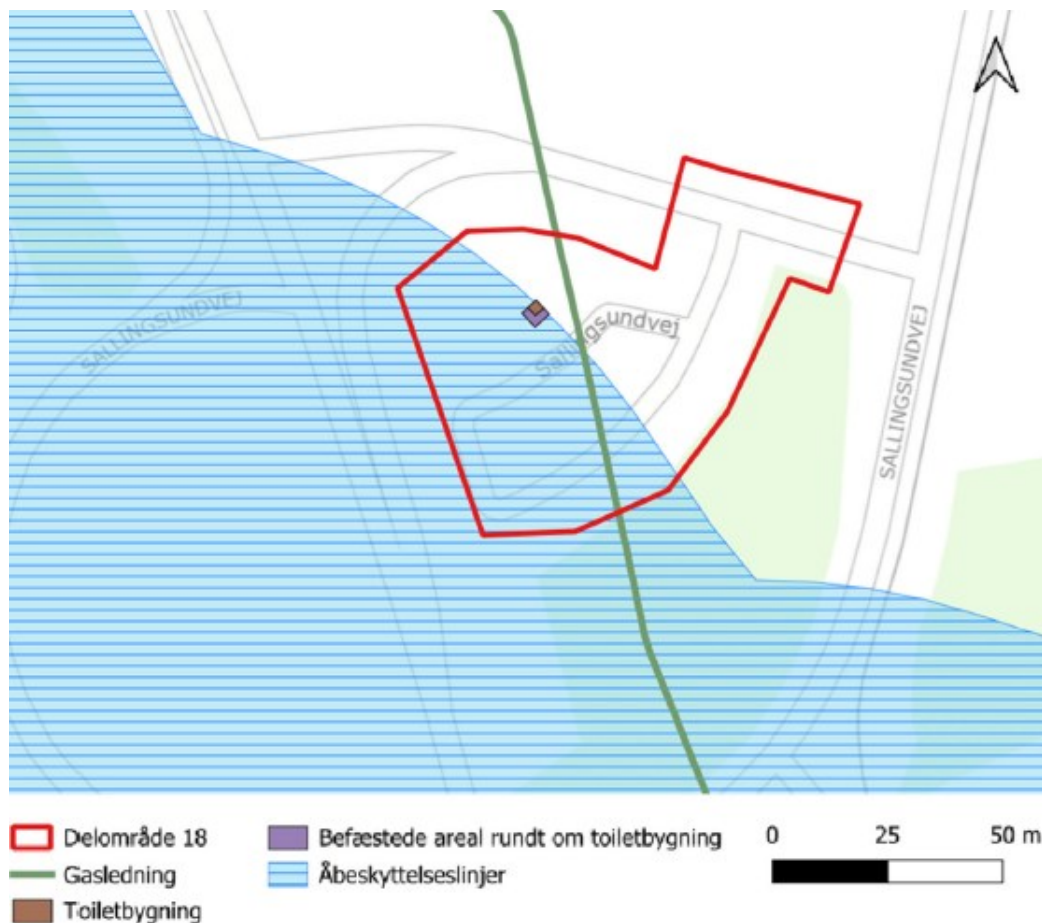 SALLINGSUNDVEJ
Sallingsundvej
SALLINGSUNDVEJ
Delområde 18
Befæstede areal rundt om toiletbygning
0 25 50 m
Gasledning
Åbeskyttelseslinjer
Toiletbygning